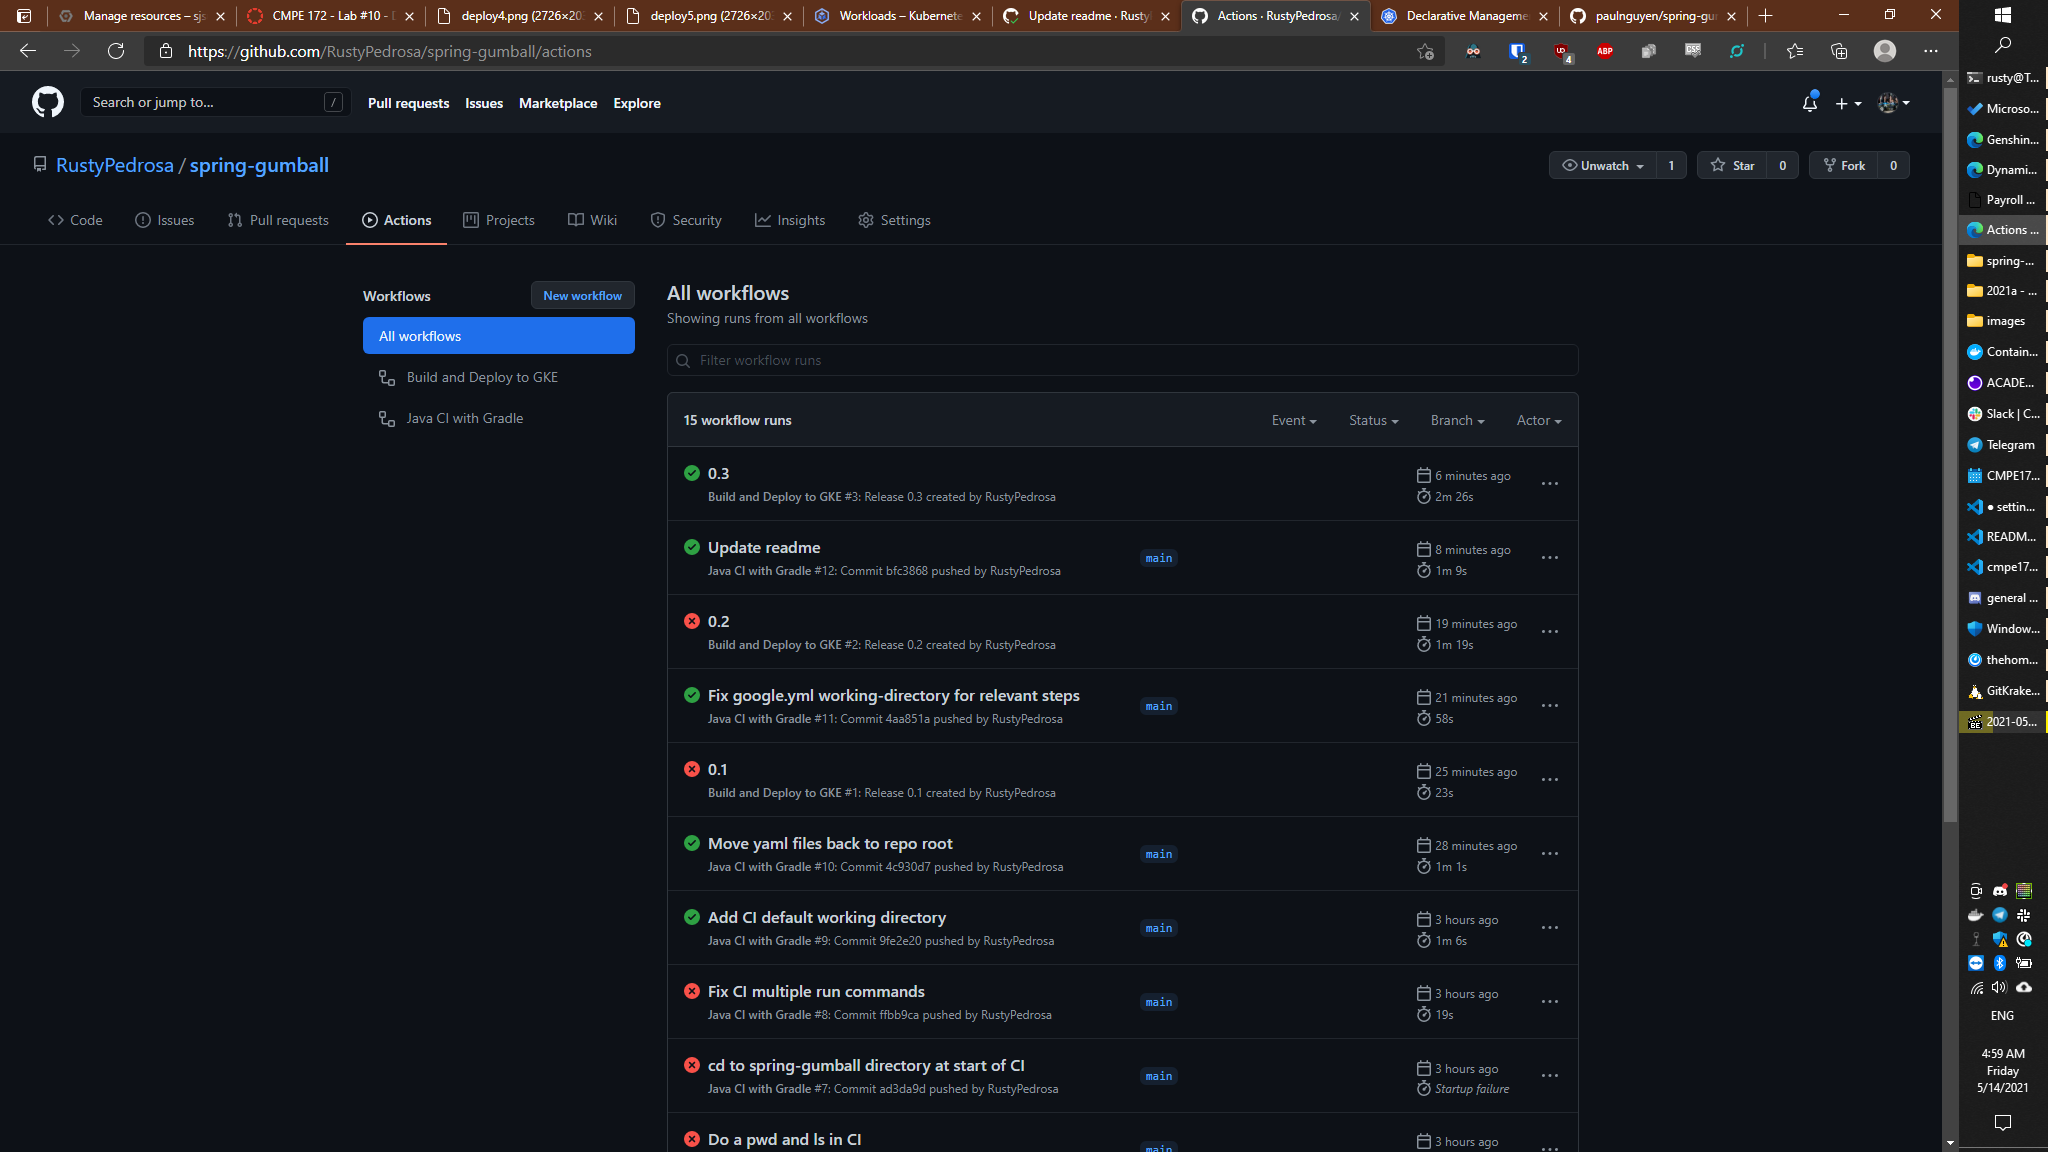 Manage resources – sjs
CMPE 172 - Lab #10 - D
deploy4.png (2726×203
deploy5.png (2726×203
Workloads – Kubernete
Update readme · Rusty
Actions · RustyPedrosa/
Declarative Manageme
paulnguyen/spring-gu
https://github.com/RustyPedrosa/spring-gumball/actions
2
4
ABP
Search or jump to...
/
Pull requests
Issues
Marketplace
Explore
RustyPedrosa / spring-gumball
Unwatch
1
Star
0
Fork
0
Code
Issues
Pull requests
Actions
Projects
Wiki
Security
Insights
Settings
Workflows
New workflow
All workflows
Build and Deploy to GKE
Java CI with Gradle
All workflows
Showing runs from all workflows
Filter workflow runs
15 workflow runs
Event
Status
Branch
Actor
0.3
Build and Deploy to GKE #3: Release 0.3 created by RustyPedrosa
6 minutes ago
2m 26s
Update readme
Java CI with Gradle #12: Commit bfc3868 pushed by RustyPedrosa
main
8 minutes ago
1m 9s
0.2
Build and Deploy to GKE #2: Release 0.2 created by RustyPedrosa
19 minutes ago
1m 19s
Fix google.yml working-directory for relevant steps
Java CI with Gradle #11: Commit 4aa851a pushed by RustyPedrosa
main
21 minutes ago
58s
0.1
Build and Deploy to GKE #1: Release 0.1 created by RustyPedrosa
25 minutes ago
23s
Move yaml files back to repo root
Java CI with Gradle #10: Commit 4c930d7 pushed by RustyPedrosa
main
28 minutes ago
1m 1s
Add CI default working directory
Java CI with Gradle #9: Commit 9fe2e20 pushed by RustyPedrosa
main
3 hours ago
1m 6s
Fix CI multiple run commands
Java CI with Gradle #8: Commit ffbb9ca pushed by RustyPedrosa
main
3 hours ago
19s
cd to spring-gumball directory at start of CI
Java CI with Gradle #7: Commit ad3da9d pushed by RustyPedrosa
main
3 hours ago
Startup failure
Do a pwd and ls in CI
main
3 hours ago
rusty@T...
Microso...
Genshin...
Dynami...
Payroll ...
Actions ...
spring-...
2021a - ...
images
Contain...
ACADE...
Slack | C...
Telegram
CMPE17...
● settin...
READM...
cmpe17...
general ...
Window...
thehom...
GitKrake...
2021-05...
ENG
4:59 AM
Friday
5/14/2021